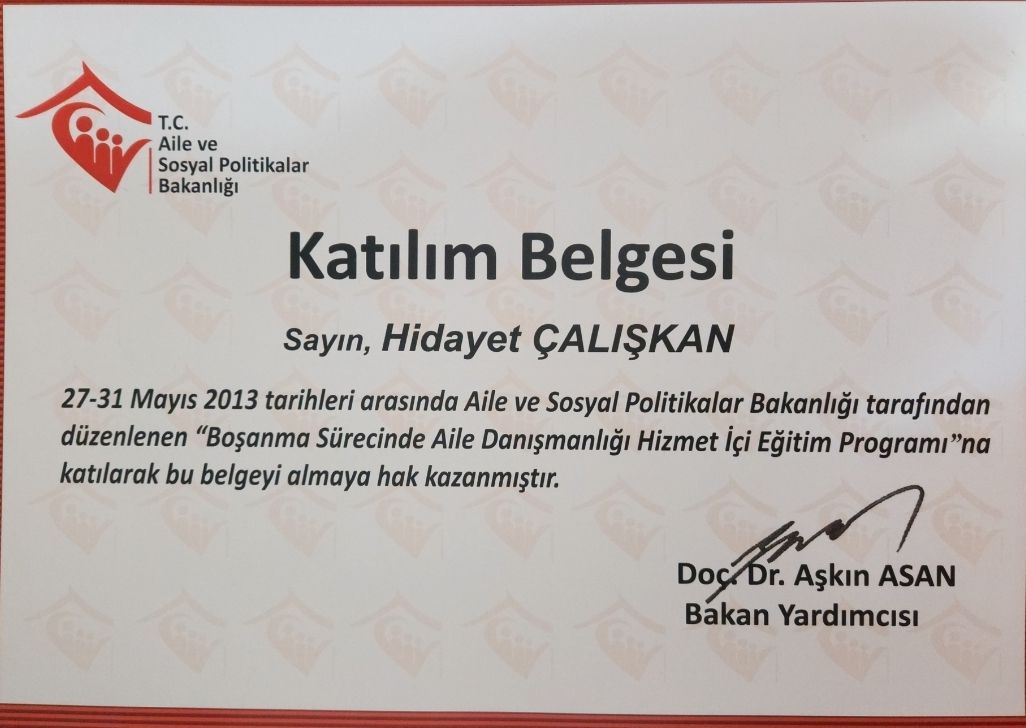 T.C.
Aile ve
Sosyal Politikalar
Bakanlığı
Katılım Belgesi
Sayın, Hidayet ÇALIŞKAN
27-31 Mayıs 2013 tarihleri arasında Aile ve Sosyal Politikalar Bakanlığı tarafından
düzenlenen “Boşanma Sürecinde Aile Danışmanlığı Hizmet İçi Eğitim Programı”na
katılarak bu belgeyi almaya hak kazanmıştır.
Doç. Dr. Aşkın ASAN
Bakan Yardımcısı